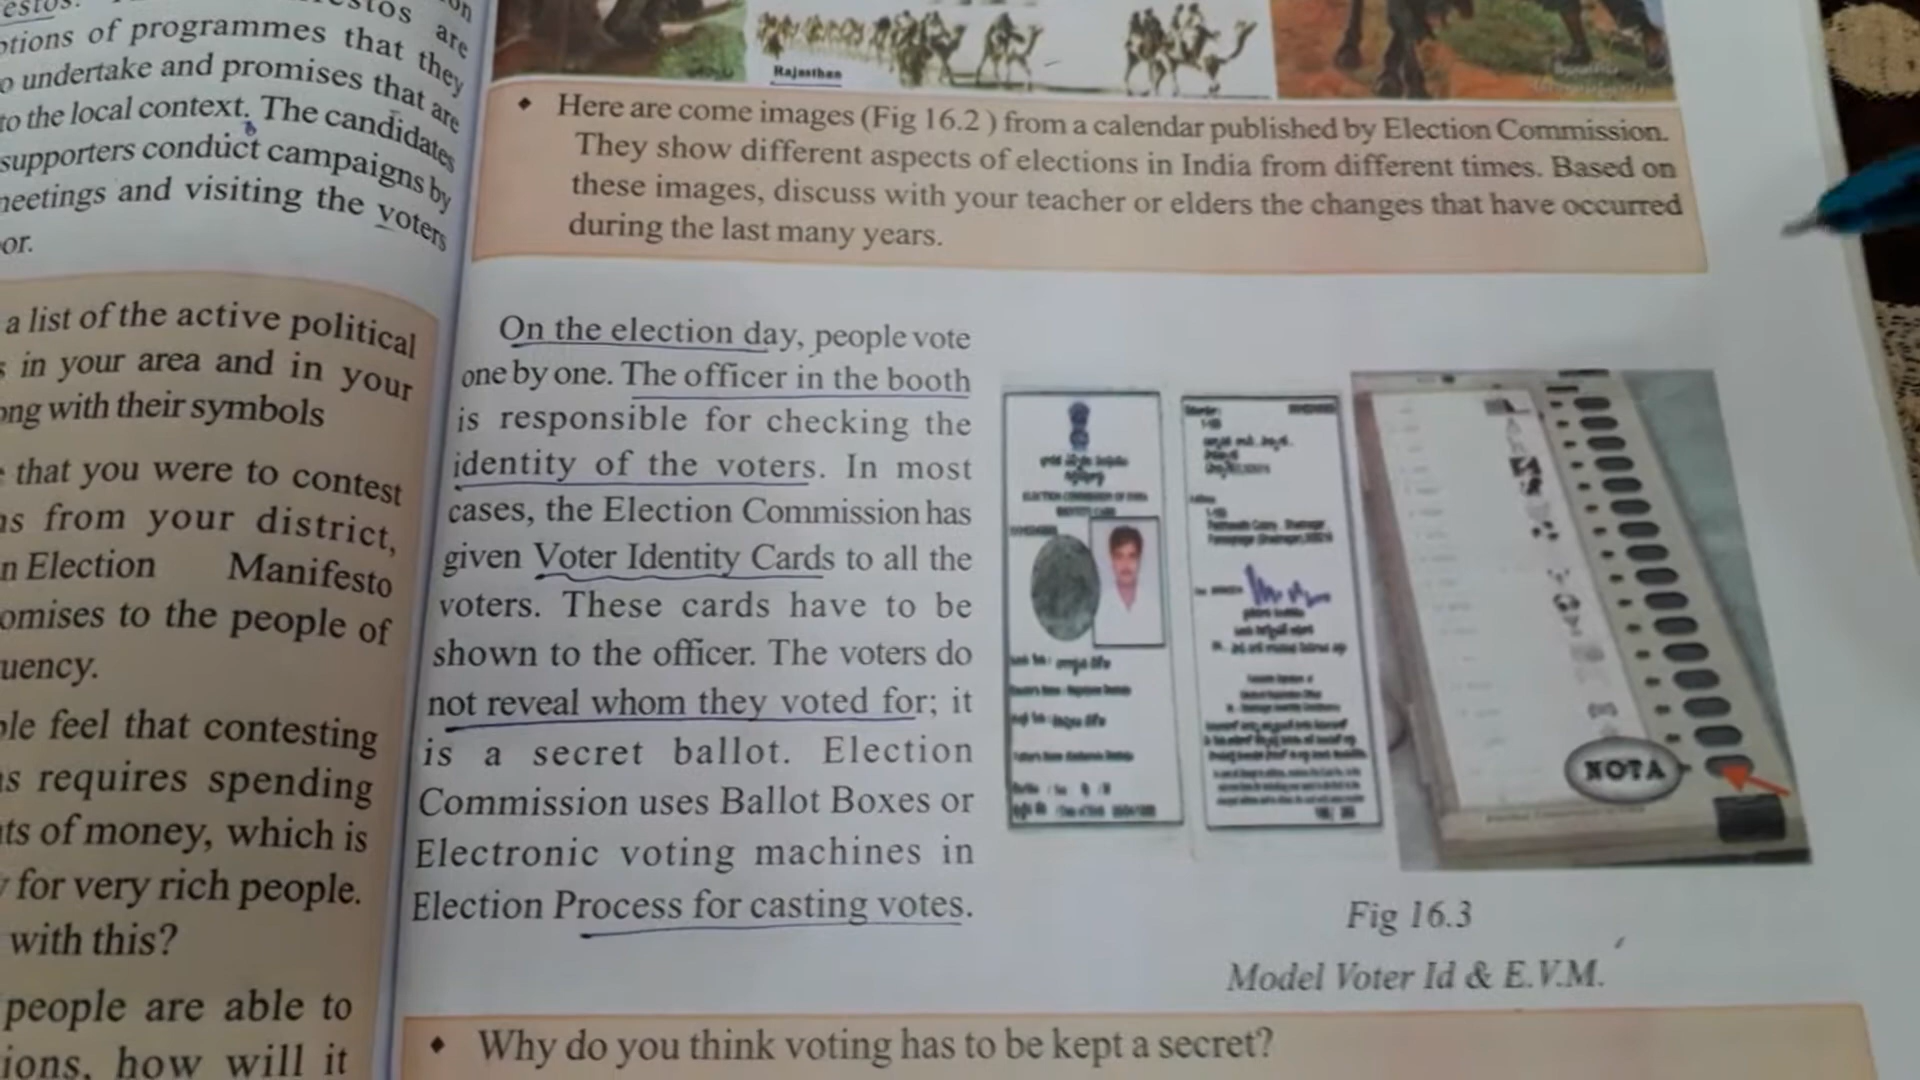 are
ptions of programmes that they
undertake and promises that are
to the local context. The candidates
supporters conduct campaigns by
meetings and visiting the voters
or.
a list of the active political
in your area and in your
ong with their symbols
that you were to contest
ns from your district,
n Election Manifesto
omises to the people of
uency.
ple feel that contesting
ns requires spending
nts of money, which is
for very rich people.
with this?
people are able to
ions, how will it
Rajasthan
Here are come images (Fig 16.2 ) from a calendar published by Election Commission.
They show different aspects of elections in India from different times. Based on
these images, discuss with your teacher or elders the changes that have occurred
during the last many years.
On the election day, people vote
one by one. The officer in the booth
is responsible for checking the
identity of the voters. In most
cases, the Election Commission has
given Voter Identity Cards to all the
voters. These cards have to be
shown to the officer. The voters do
not reveal whom they voted for; it
is a secret ballot. Election
Commission uses Ballot Boxes or
Electronic voting machines in
Election Process for casting votes.
ELECTION COMMISSION OF INDIA
IDENTITY CARD
NOTA
Fig 16.3
Model Voter Id & E.V.M.
Why do you think voting has to be kept a secret?